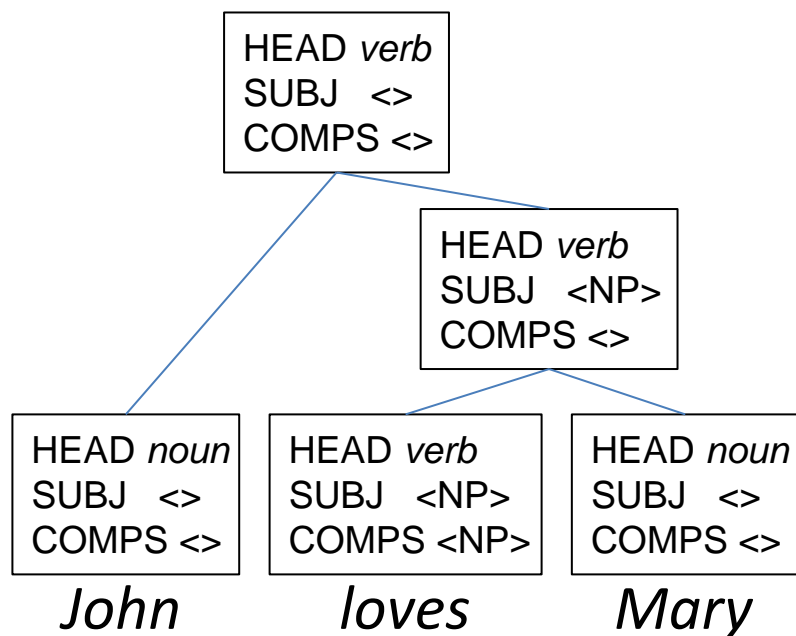 HEAD verb
SUBJ <>
COMPS <>
HEAD verb
SUBJ <NP>
COMPS <>
HEAD noun
SUBJ <>
COMPS <>
HEAD verb
SUBJ <NP>
COMPS <NP>
HEAD noun
SUBJ <>
COMPS <>
John
loves
Mary